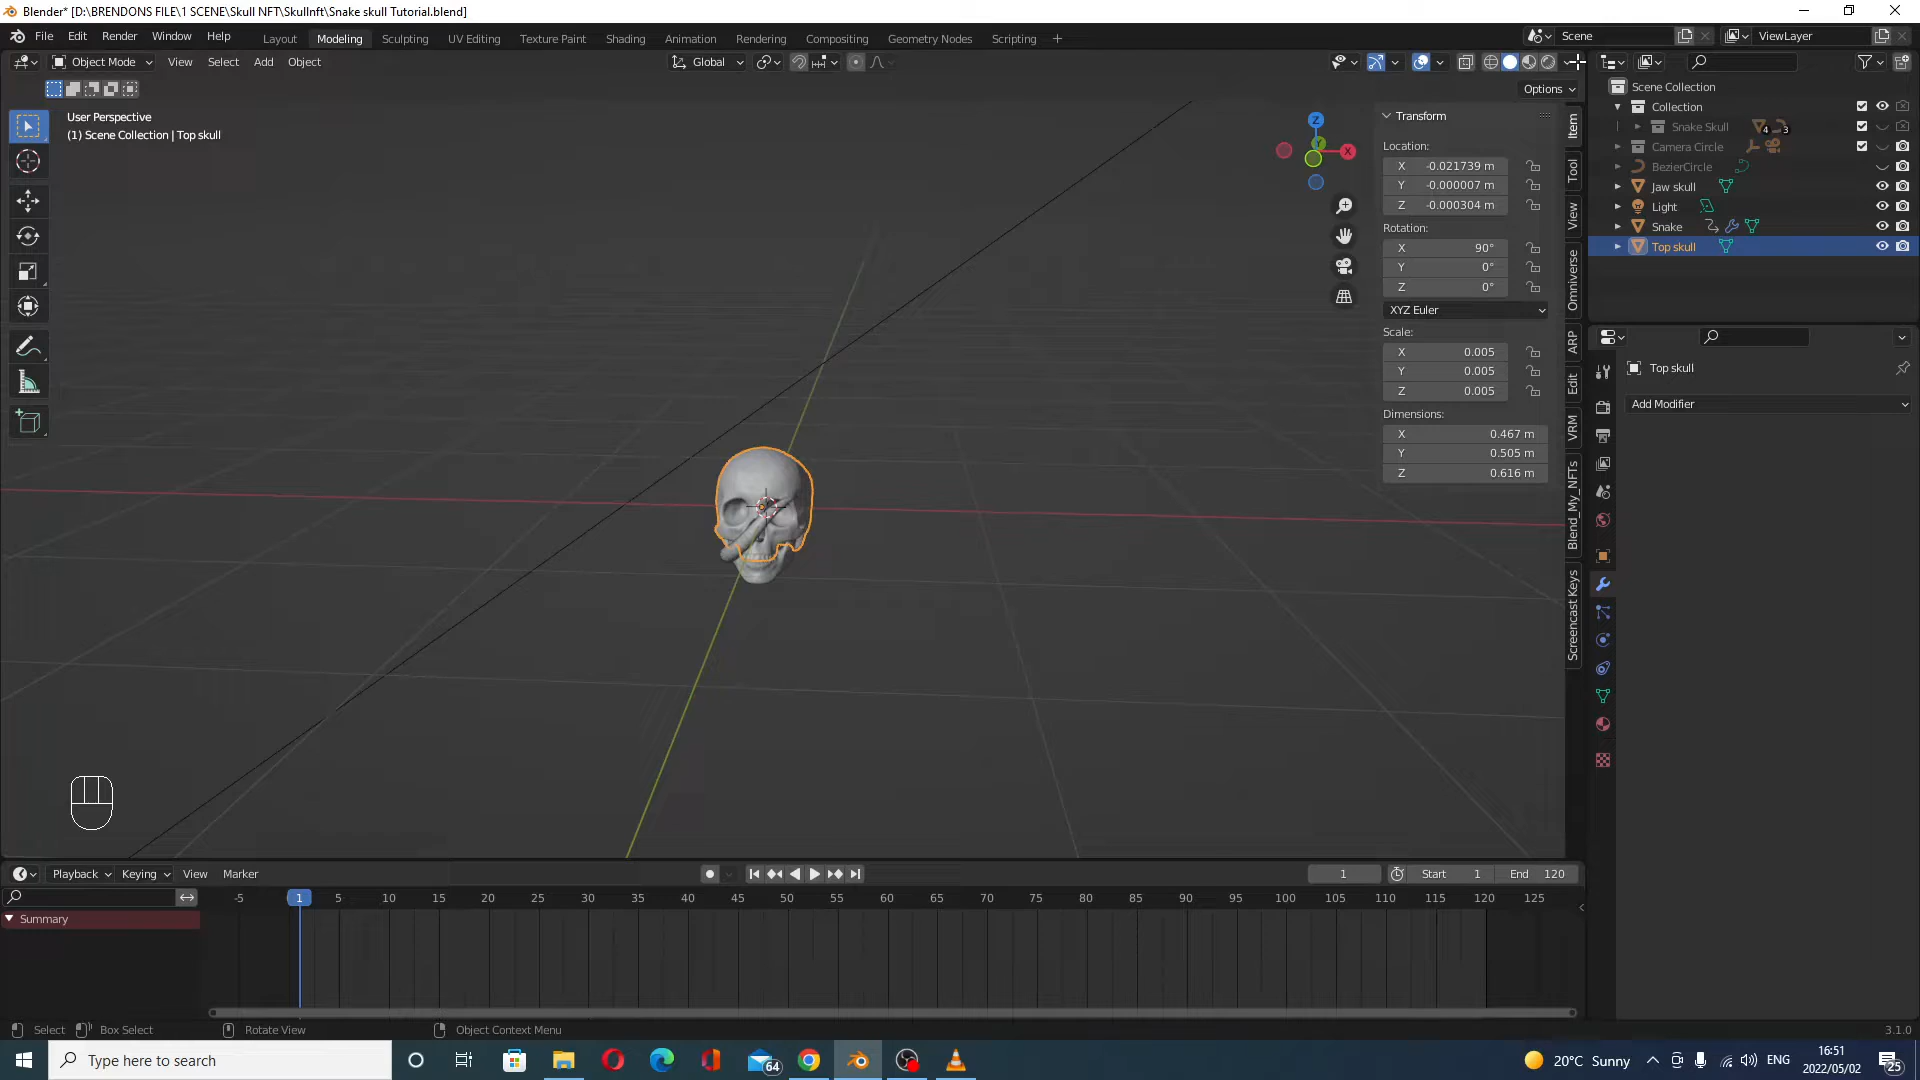 Blender* [D:\BRENDONS FILE\1 SCENE\Skull NFT\Skullnft\Snake skull Tutorial.blend]
File Edit Render Window Help Layout Modeling Sculpting UV Editing Texture Paint Shading Animation Rendering Compositing Geometry Nodes Scripting + Scene ViewLayer
Object Mode View Select Add Object Global
Options
User Perspective
(1) Scene Collection | Top skull
Z
X
Transform
Location:
X -0.021739 m
Y -0.000007 m
Z -0.000304 m
Rotation:
X 90°
Y 0°
Z 0°
XYZ Euler
Scale:
X 0.005
Y 0.005
Z 0.005
Dimensions:
X 0.467 m
Y 0.505 m
Z 0.616 m
Item
Tool
View
Omniverse
ARP
Edit
VRM
Blend_My_NFTs
Screencast Keys
Scene Collection
Collection
Snake Skull 4 3
Camera Circle
BezierCircle
Jaw skull
Light
Snake
Top skull
Top skull
Add Modifier
Playback Keying View Marker 1 Start 1 End 120
-5 1 5 10 15 20 25 30 35 40 45 50 55 60 65 70 75 80 85 90 95 100 105 110 115 120 125
Summary
Select Box Select Rotate View Object Context Menu 3.1.0
Type here to search 64 20°C Sunny ENG 16:51
2022/05/02 25